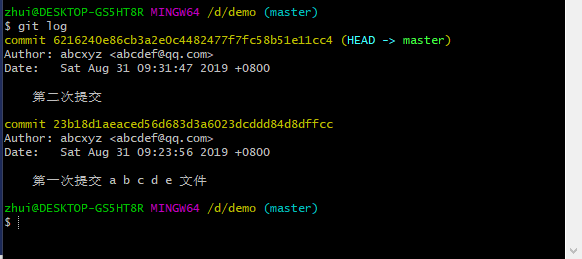 zhui@DESKTOP-GS5HT8R MINGW64 /d/demo (master)
$ git log
commit 6216240e86cb3a2e0c4482477f7fc58b51e11cc4 (HEAD -> master)
Author: abcxyz <abcdef@qq.com>
Date:   Sat Aug 31 09:31:47 2019 +0800
第二次提交
commit 23b18d1aeaced56d683d3a6023dcddd84d8dffcc
Author: abcxyz <abcdef@qq.com>
Date:   Sat Aug 31 09:23:56 2019 +0800
第一次提交 a b c d e 文件
zhui@DESKTOP-GS5HT8R MINGW64 /d/demo (master)
$